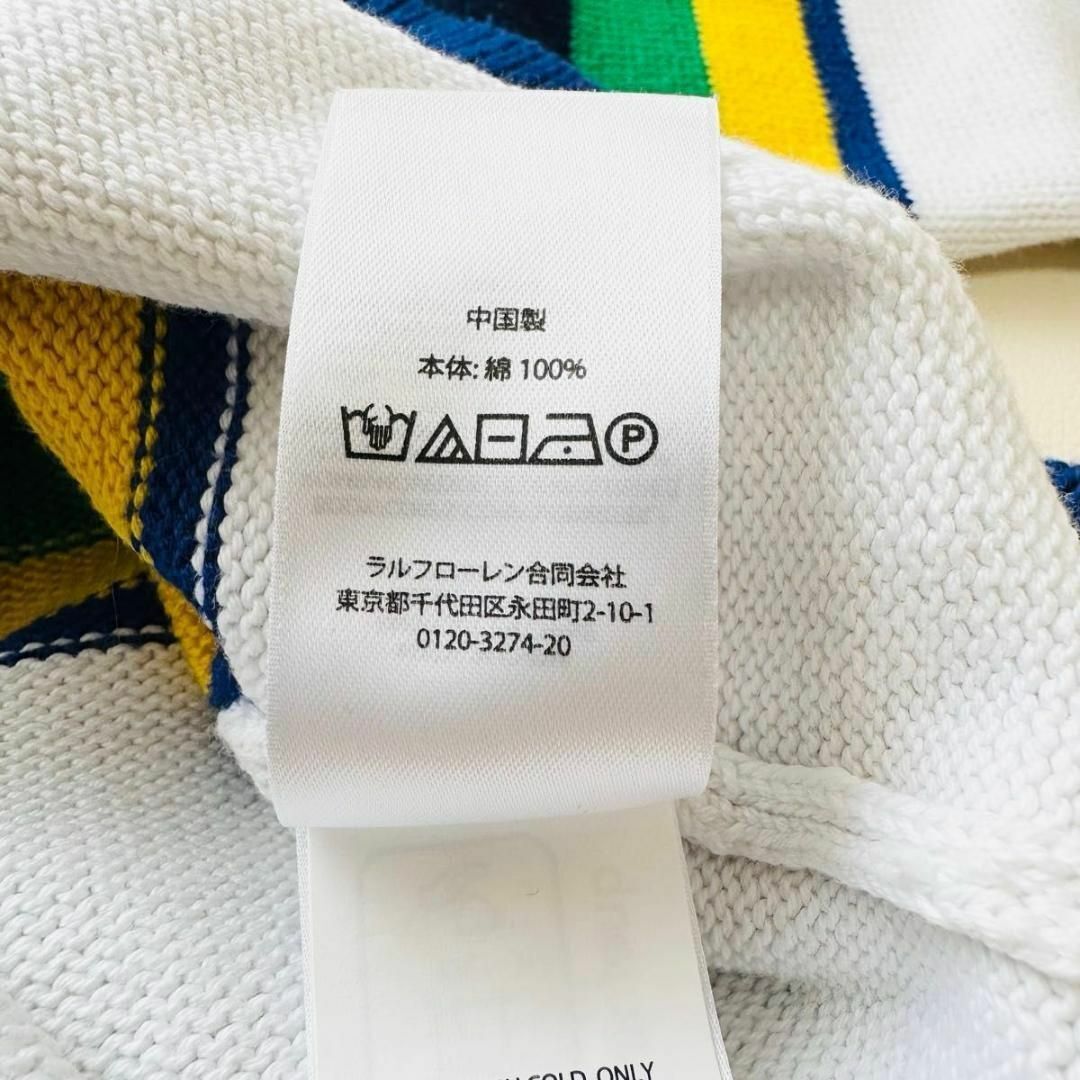 中国製
本体: 綿 100%
P
ラルフローレン合同会社
東京都千代田区永田町2-10-1
0120-3274-20
COLD ONLY